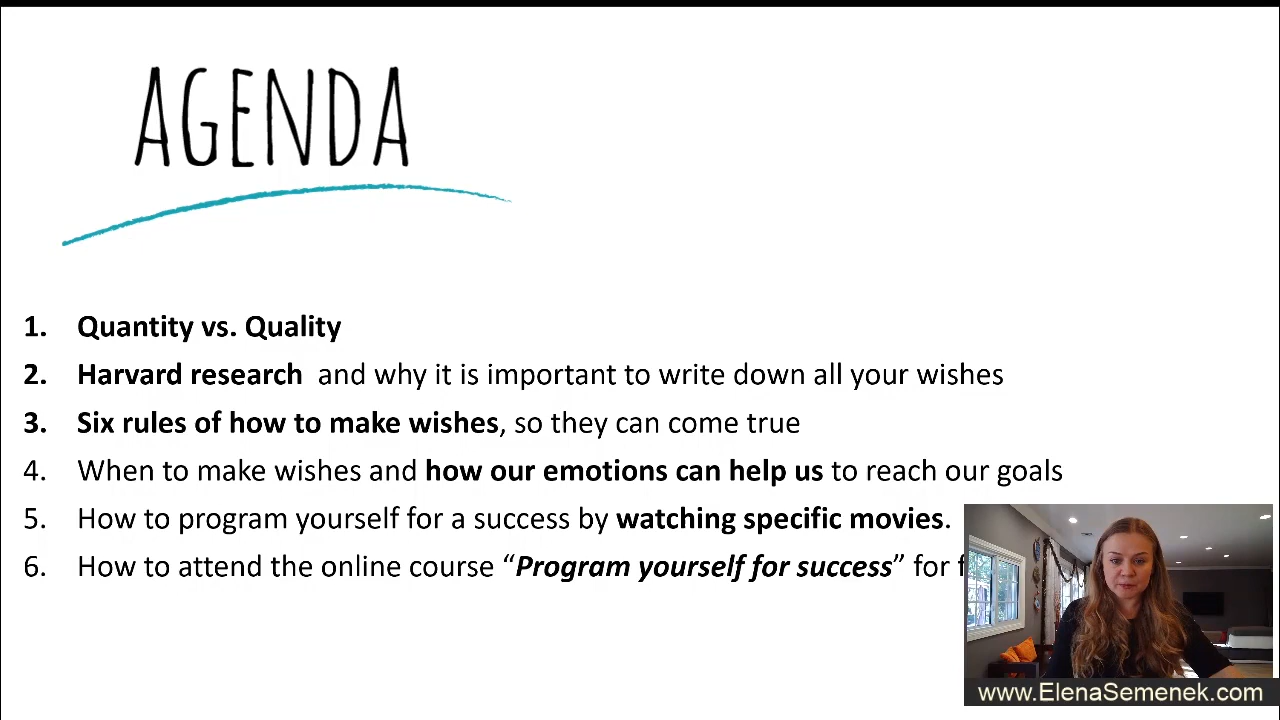 AGENDA
1. Quantity vs. Quality
2. Harvard research and why it is important to write down all your wishes
3. Six rules of how to make wishes, so they can come true
4. When to make wishes and how our emotions can help us to reach our goals
5. How to program yourself for a success by watching specific movies.
6. How to attend the online course “Program yourself for success” for
www.ElenaSemenek.com